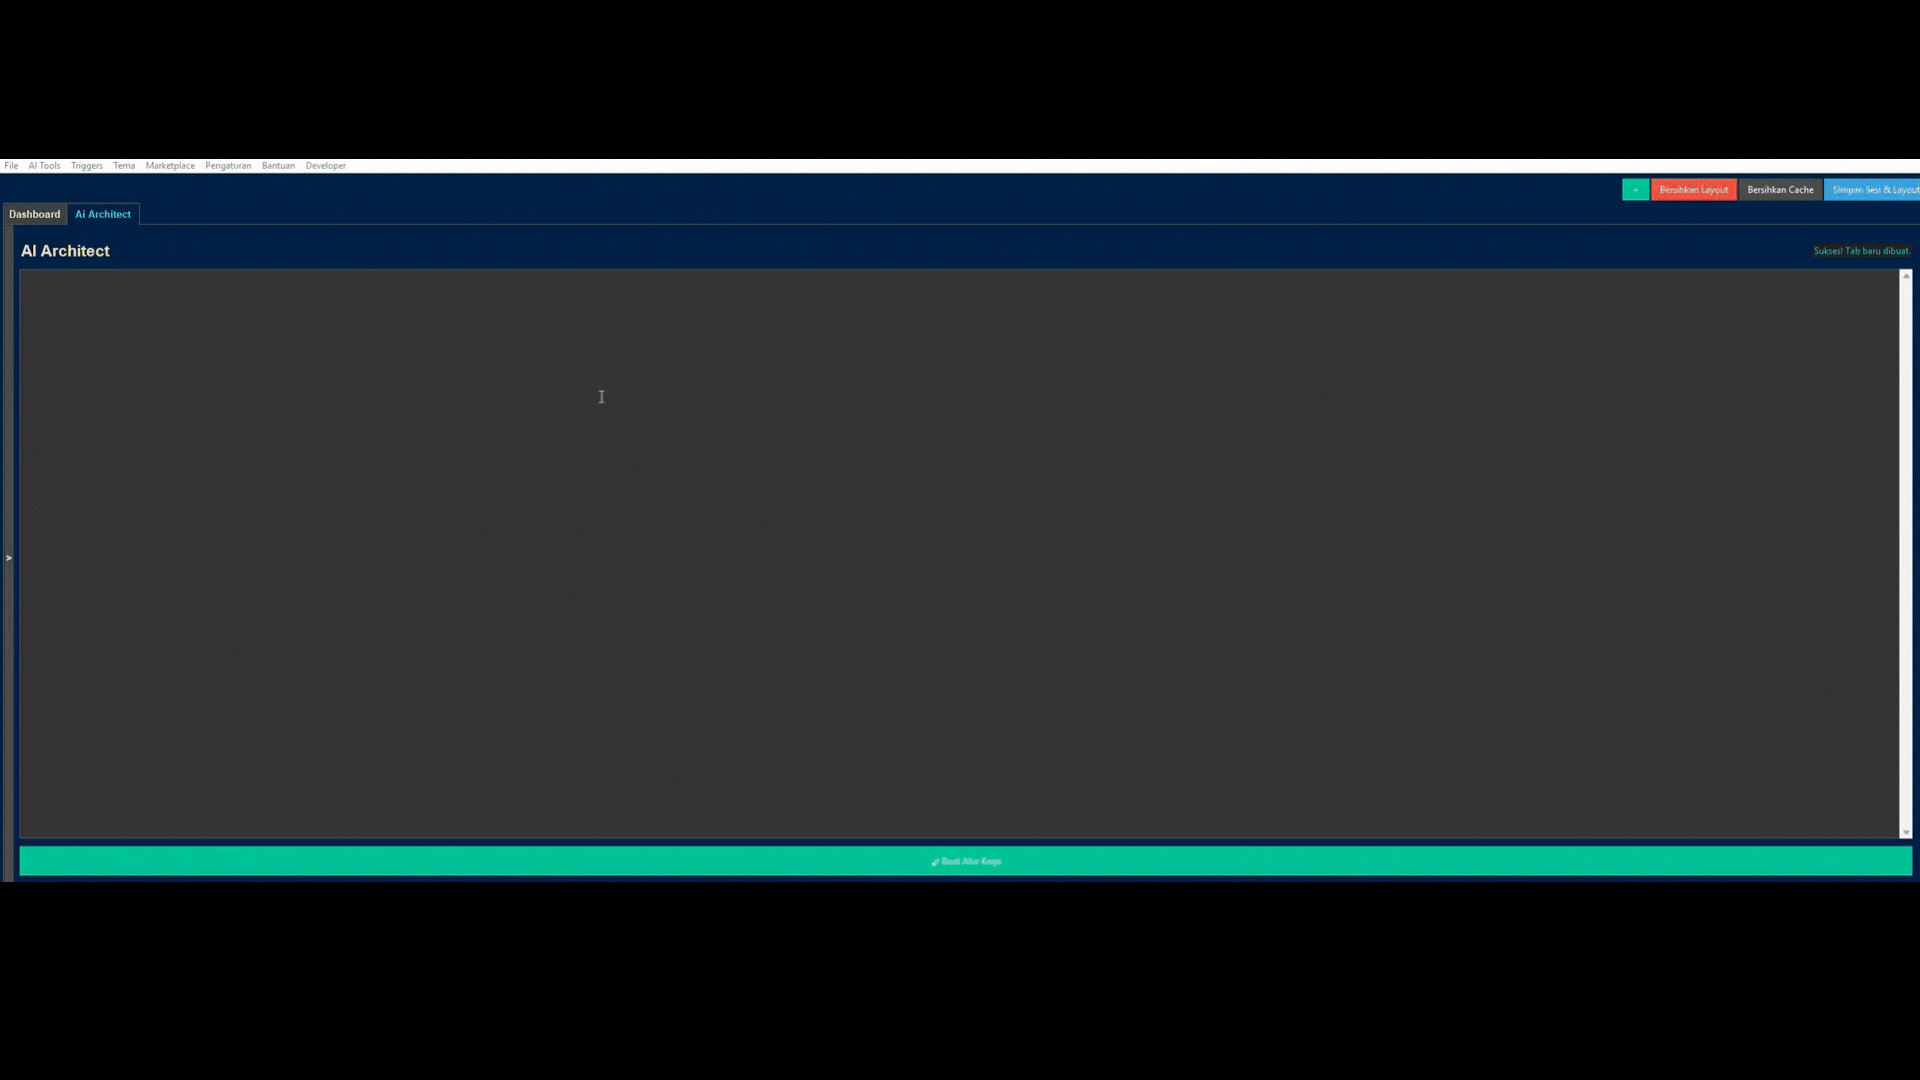 File AI Tools Triggers Tema Marketplace Pengaturan Bantuan Developer
Bersihkan Layout Bersihkan Cache Simpan Sesi & Layout
Dashboard Ai Architect
AI Architect
Sukses! Tab baru dibuat.
>
Buat Alur Kerja